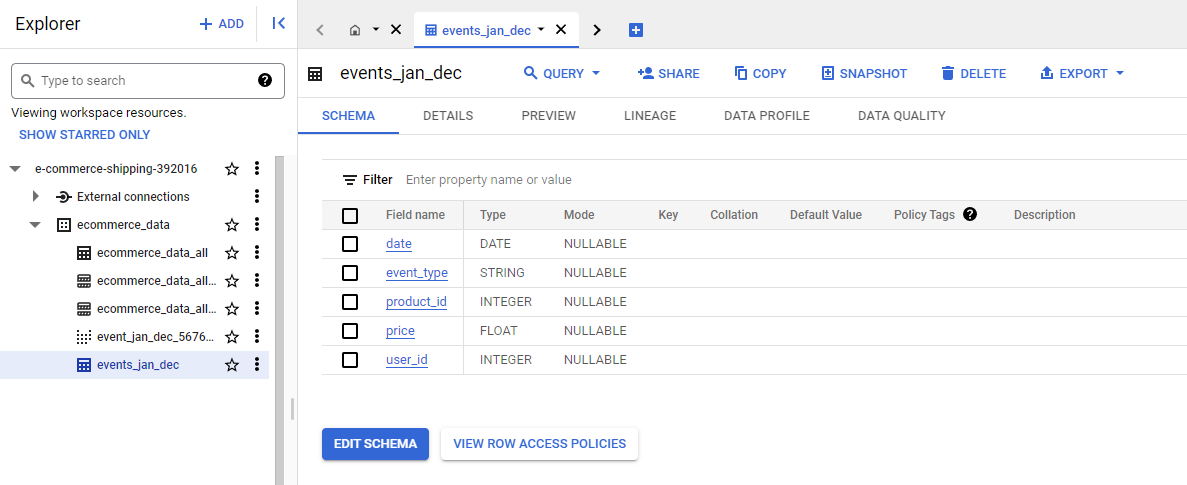 Explorer
ADD
Type to search
Viewing workspace resources.
SHOW STARRED ONLY
e-commerce-shipping-392016
External connections
ecommerce_data
ecommerce_data_all
ecommerce_data_all...
ecommerce_data_all...
event_jan_dec_5676...
events_jan_dec
events_jan_dec
events_jan_dec
QUERY
SHARE
COPY
SNAPSHOT
DELETE
EXPORT
SCHEMA DETAILS PREVIEW LINEAGE DATA PROFILE DATA QUALITY
Filter Enter property name or value
Field name Type Mode Key Collation Default Value Policy Tags ? Description
date DATE NULLABLE
event_type STRING NULLABLE
product_id INTEGER NULLABLE
price FLOAT NULLABLE
user_id INTEGER NULLABLE
EDIT SCHEMA
VIEW ROW ACCESS POLICIES